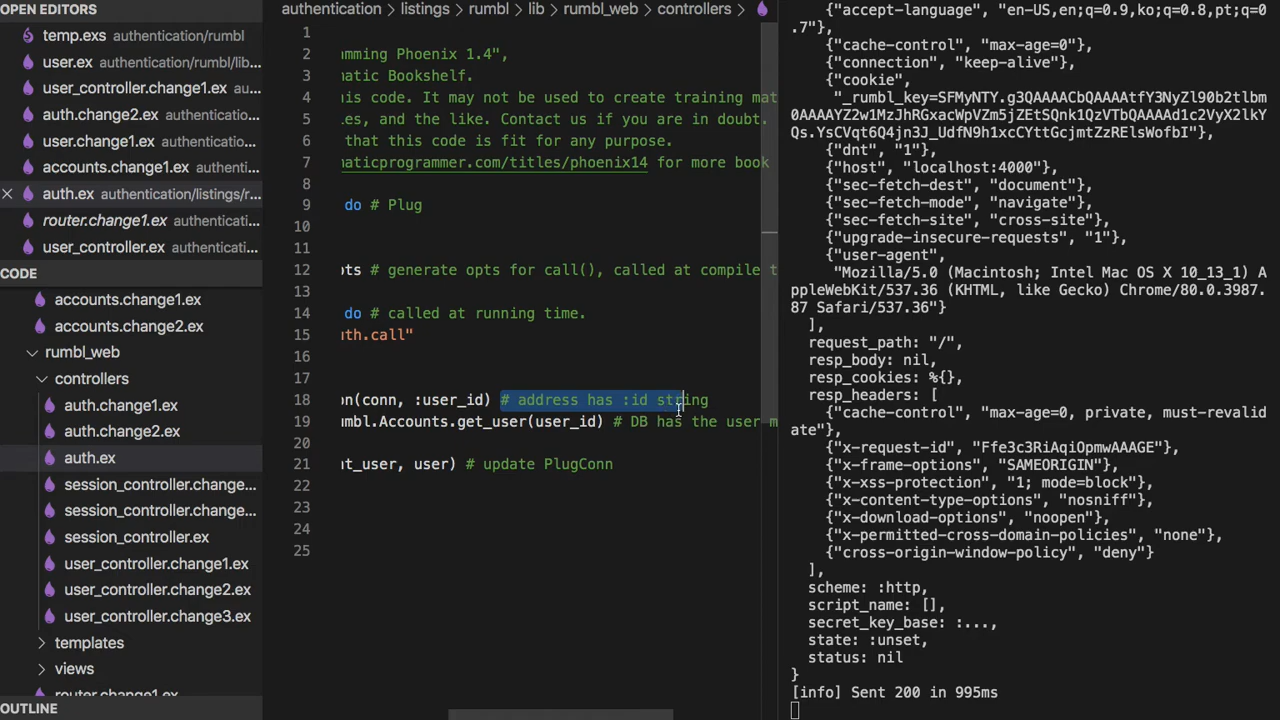 OPEN EDITORS
temp.exs authentication/rumbl
user.ex authentication/rumbl/lib...
user_controller.change1.ex au...
auth.change2.ex authentication...
user.change1.ex authentication...
accounts.change1.ex authenti...
auth.ex authentication/listings/r...
router.change1.ex authenticati...
user_controller.ex authenticati...
CODE
accounts.change1.ex
accounts.change2.ex
rumbl_web
controllers
auth.change1.ex
auth.change2.ex
auth.ex
session_controller.change...
session_controller.change...
session_controller.ex
user_controller.change1.ex
user_controller.change2.ex
user_controller.change3.ex
templates
views
router.change1.ex
OUTLINE
authentication > listings > rumbl > lib > rumbl_web > controllers >
1
2 mming Phoenix 1.4",
3 matic Bookshelf.
4 his code. It may not be used to create training mat
5 es, and the like. Contact us if you are in doubt.
6 that this code is fit for any purpose.
7 maticprogrammer.com/titles/phoenix14 for more book
8
9 do # Plug
10
11
12 pts # generate opts for call(), called at compile t
13
14 do # called at running time.
15 uth.call"
16
17
18 on(conn, :user_id) # address has :id string
19 umbl.Accounts.get_user(user_id) # DB has the user m
20
21 nt_user, user) # update PlugConn
22
23
24
25
{"accept-language", "en-US,en;q=0.9,ko;q=0.8,pt;q=0
.7"},
{"cache-control", "max-age=0"},
{"connection", "keep-alive"},
{"cookie",
"_rumbl_key=SFMyNTY.g3QAAAACbQAAAAtfY3NyZl90b2tlbm
0AAAAYZ2w1MzJhRGxacWpVZm5jZEtSQnk1QzVTbQAAAAd1c2VyX2lkY
Qs.YsCVqt6Q4jn3J_UdfN9h1xcCYttGcjmtZzRElsWofbI"},
{"dnt", "1"},
{"host", "localhost:4000"},
{"sec-fetch-dest", "document"},
{"sec-fetch-mode", "navigate"},
{"sec-fetch-site", "cross-site"},
{"upgrade-insecure-requests", "1"},
{"user-agent",
"Mozilla/5.0 (Macintosh; Intel Mac OS X 10_13_1) A
ppleWebKit/537.36 (KHTML, like Gecko) Chrome/80.0.3987.
87 Safari/537.36"}
],
request_path: "/",
resp_body: nil,
resp_cookies: %{},
resp_headers: [
{"cache-control", "max-age=0, private, must-revalid
ate"},
{"x-request-id", "Ffe3c3RiAqiOpmwAAAGE"},
{"x-frame-options", "SAMEORIGIN"},
{"x-xss-protection", "1; mode=block"},
{"x-content-type-options", "nosniff"},
{"x-download-options", "noopen"},
{"x-permitted-cross-domain-policies", "none"},
{"cross-origin-window-policy", "deny"}
],
scheme: :http,
script_name: [],
secret_key_base: :...,
state: :unset,
status: nil
}
[info] Sent 200 in 995ms